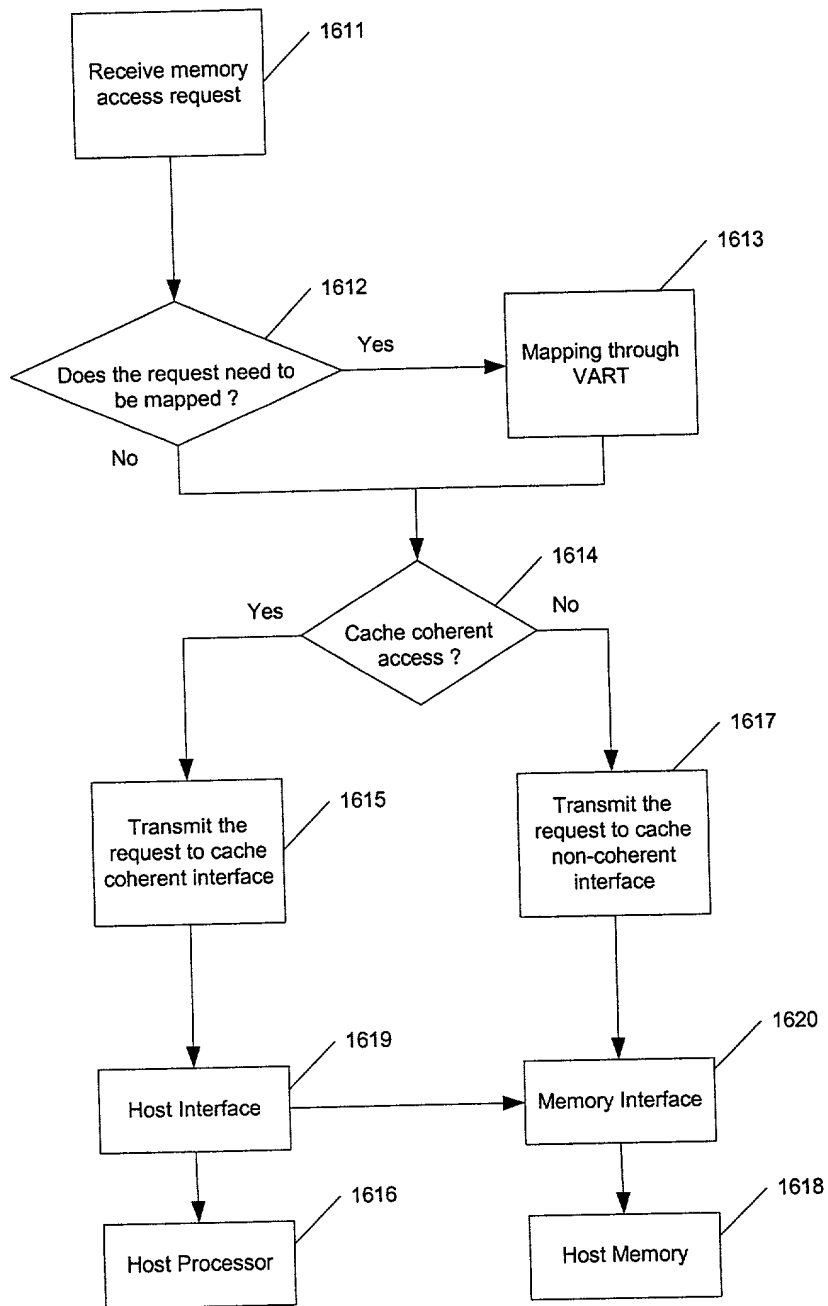 1611
Receive memory
access request
1613
1612
Yes
Mapping through
VART
Does the request need to
be mapped ?
No
1614
Yes
No
Cache coherent
access ?
1617
1615
Transmit the
request to cache
coherent interface
Transmit the
request to cache
non-coherent
interface
1619
1620
Host Interface
Memory Interface
1616
1618
Host Processor
Host Memory